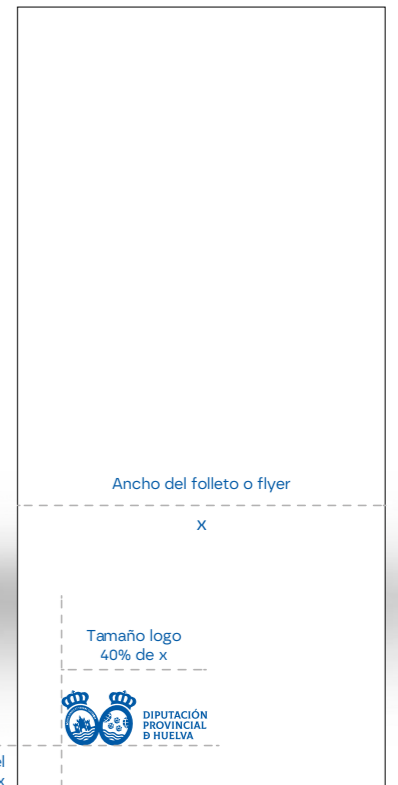 Ancho del folleto o flyer
x
Tamaño logo
40% de x
DIPUTACIÓN
PROVINCIAL
Ð HUELVA
x